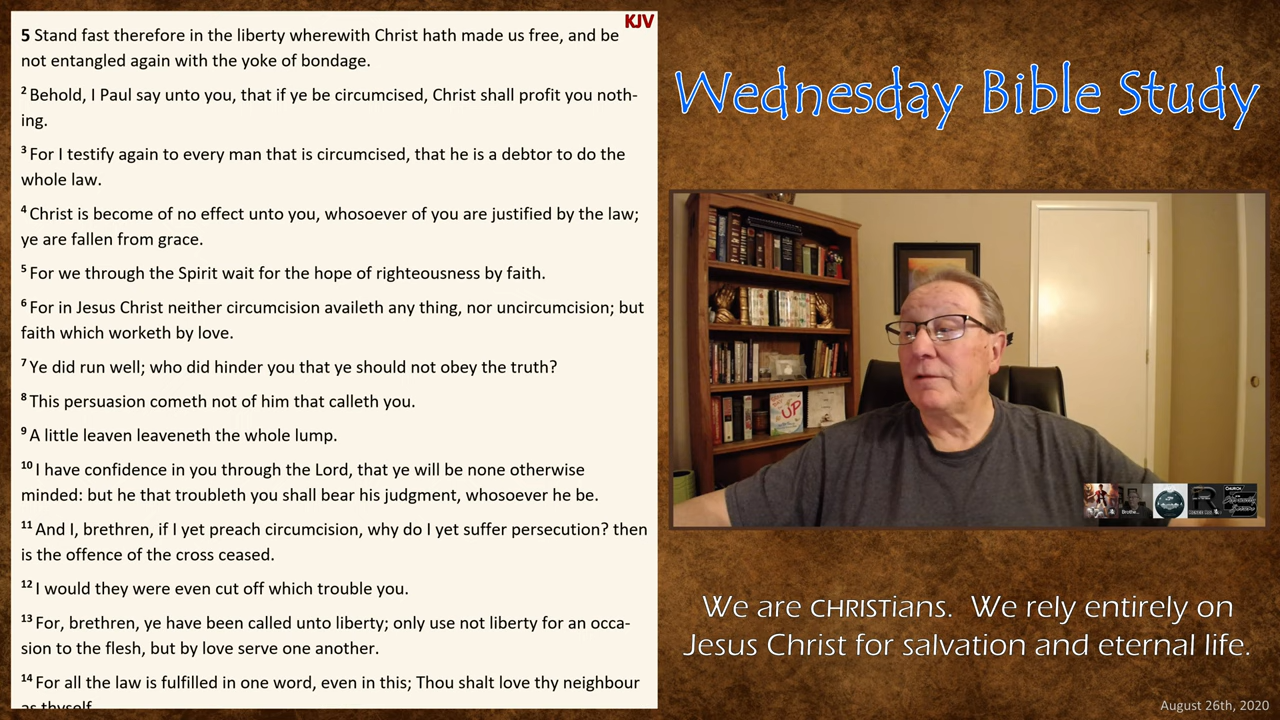 KJV
5 Stand fast therefore in the liberty wherewith Christ hath made us free, and be
not entangled again with the yoke of bondage.
2 Behold, I Paul say unto you, that if ye be circumcised, Christ shall profit you noth-
ing.
3 For I testify again to every man that is circumcised, that he is a debtor to do the
whole law.
4 Christ is become of no effect unto you, whosoever of you are justified by the law;
ye are fallen from grace.
5 For we through the Spirit wait for the hope of righteousness by faith.
6 For in Jesus Christ neither circumcision availeth any thing, nor uncircumcision; but
faith which worketh by love.
7 Ye did run well; who did hinder you that ye should not obey the truth?
8 This persuasion cometh not of him that calleth you.
9 A little leaven leaveneth the whole lump.
10 I have confidence in you through the Lord, that ye will be none otherwise
minded: but he that troubleth you shall bear his judgment, whosoever he be.
11 And I, brethren, if I yet preach circumcision, why do I yet suffer persecution? then
is the offence of the cross ceased.
12 I would they were even cut off which trouble you.
13 For, brethren, ye have been called unto liberty; only use not liberty for an occa-
sion to the flesh, but by love serve one another.
14 For all the law is fulfilled in one word, even in this; Thou shalt love thy neighbour
as thyself
Wednesday Bible Study
UP
Brothe...
CHURCH
We are CHRISTians. We rely entirely on
Jesus Christ for salvation and eternal life.
August 26th, 2020